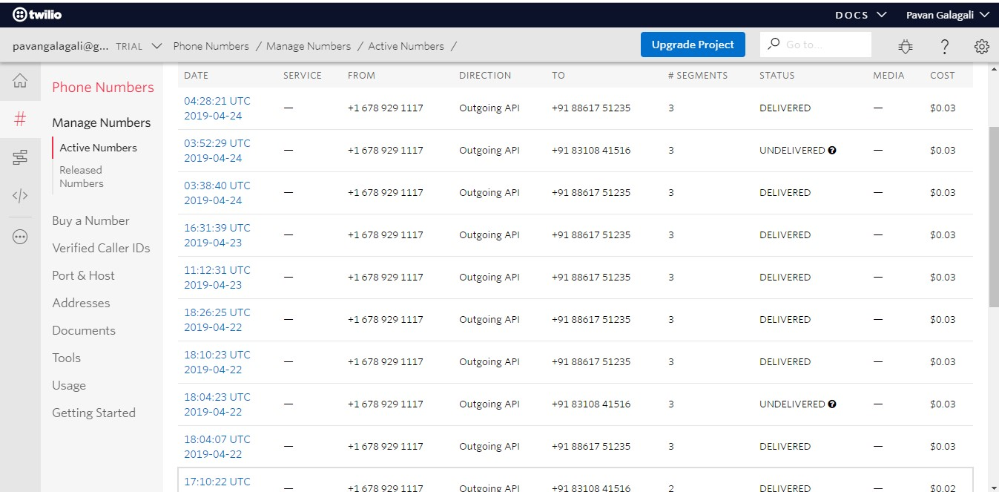 twilio DOCS Pavan Galagali
pavangalagali@g... TRIAL Phone Numbers / Manage Numbers / Active Numbers / Upgrade Project Go to...
Phone Numbers
Manage Numbers
Active Numbers
Released
Numbers
Buy a Number
Verified Caller IDs
Port & Host
Addresses
Documents
Tools
Usage
Getting Started
DATE SERVICE FROM DIRECTION TO # SEGMENTS STATUS MEDIA COST
04:28:21 UTC
2019-04-24 — +1 678 929 1117 Outgoing API +91 88617 51235 3 DELIVERED — $0.03
03:52:29 UTC
2019-04-24 — +1 678 929 1117 Outgoing API +91 83108 41516 3 UNDELIVERED — $0.03
03:38:40 UTC
2019-04-24 — +1 678 929 1117 Outgoing API +91 88617 51235 3 DELIVERED — $0.03
16:31:39 UTC
2019-04-23 — +1 678 929 1117 Outgoing API +91 88617 51235 3 DELIVERED — $0.03
11:12:31 UTC
2019-04-23 — +1 678 929 1117 Outgoing API +91 88617 51235 3 DELIVERED — $0.03
18:26:25 UTC
2019-04-22 — +1 678 929 1117 Outgoing API +91 88617 51235 3 DELIVERED — $0.03
18:10:23 UTC
2019-04-22 — +1 678 929 1117 Outgoing API +91 88617 51235 3 DELIVERED — $0.03
18:04:23 UTC
2019-04-22 — +1 678 929 1117 Outgoing API +91 83108 41516 3 UNDELIVERED — $0.03
18:04:07 UTC
2019-04-22 — +1 678 929 1117 Outgoing API +91 88617 51235 3 DELIVERED — $0.03
17:10:22 UTC
— +1 678 929 1117 Outgoing API +91 83108 41516 2 DELIVERED — $0.02